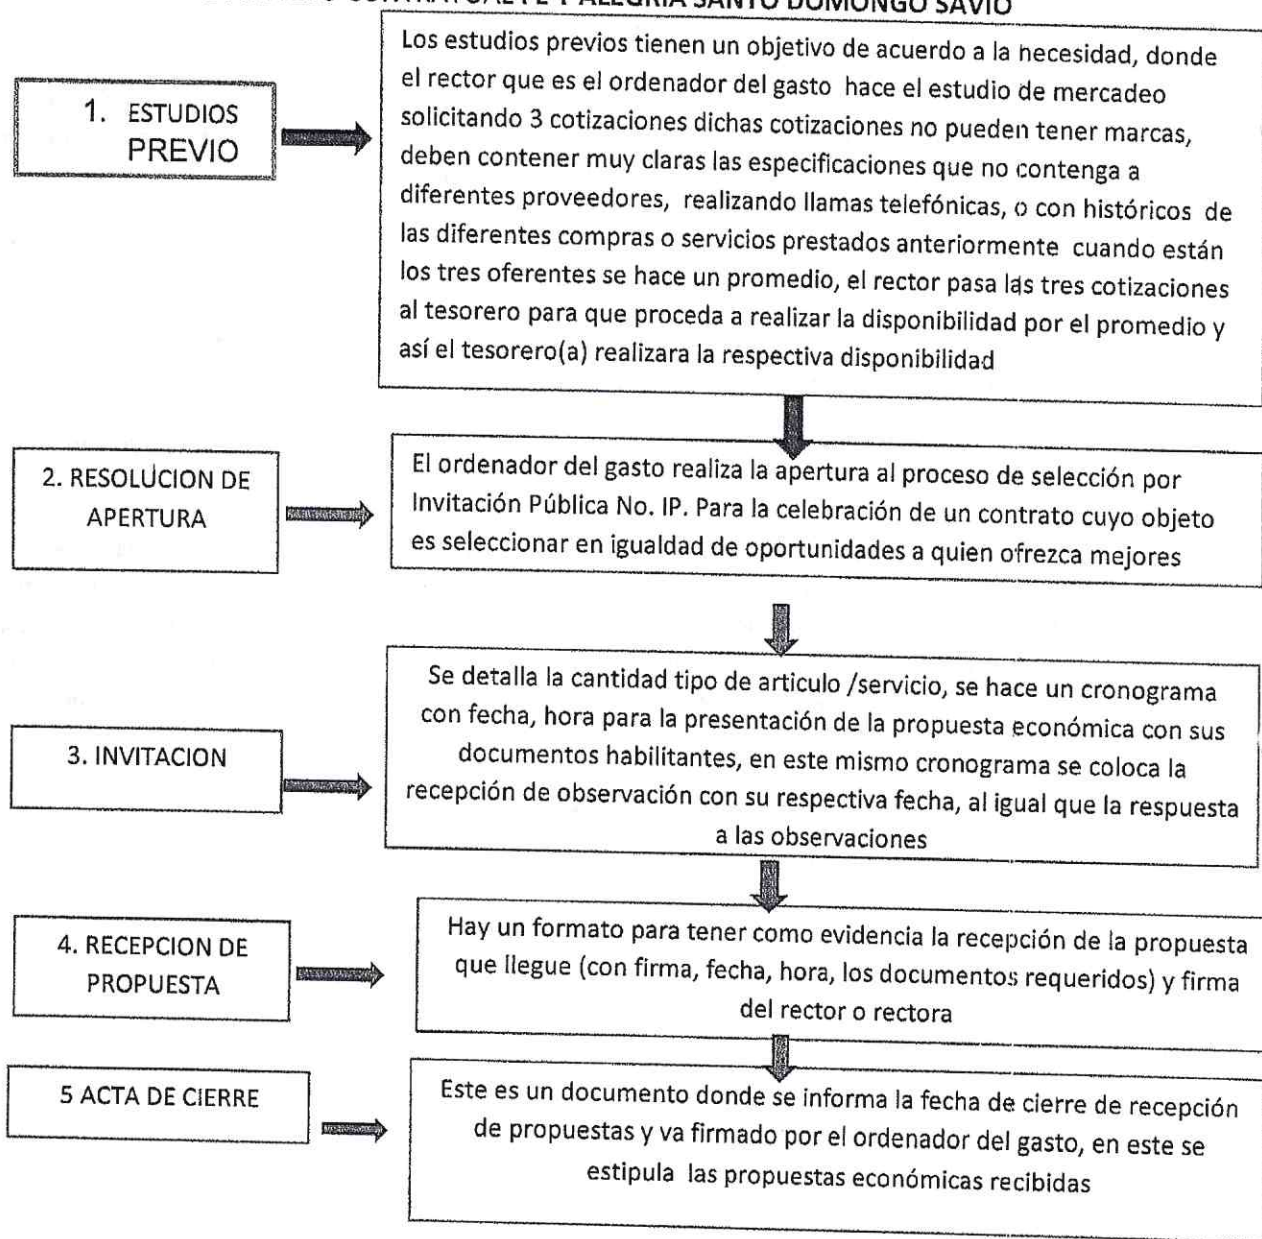 CONTRATUAL FE Y ALEGRIA SANTO DOMONGO SAVIO
1. ESTUDIOS
PREVIO
Los estudios previos tienen un objetivo de acuerdo a la necesidad, donde
el rector que es el ordenador del gasto hace el estudio de mercadeo
solicitando 3 cotizaciones dichas cotizaciones no pueden tener marcas,
deben contener muy claras las especificaciones que no contenga a
diferentes proveedores, realizando llamas telefónicas, o con históricos de
las diferentes compras o servicios prestados anteriormente cuando están
los tres oferentes se hace un promedio, el rector pasa las tres cotizaciones
al tesorero para que proceda a realizar la disponibilidad por el promedio y
así el tesorero(a) realizara la respectiva disponibilidad
2. RESOLUCION DE
APERTURA
El ordenador del gasto realiza la apertura al proceso de selección por
Invitación Pública No. IP. Para la celebración de un contrato cuyo objeto
es seleccionar en igualdad de oportunidades a quien ofrezca mejores
3. INVITACION
Se detalla la cantidad tipo de articulo /servicio, se hace un cronograma
con fecha, hora para la presentación de la propuesta económica con sus
documentos habilitantes, en este mismo cronograma se coloca la
recepción de observación con su respectiva fecha, al igual que la respuesta
a las observaciones
4. RECEPCION DE
PROPUESTA
Hay un formato para tener como evidencia la recepción de la propuesta
que llegue (con firma, fecha, hora, los documentos requeridos) y firma
del rector o rectora
5 ACTA DE CIERRE
Este es un documento donde se informa la fecha de cierre de recepción
de propuestas y va firmado por el ordenador del gasto, en este se
estipula las propuestas económicas recibidas